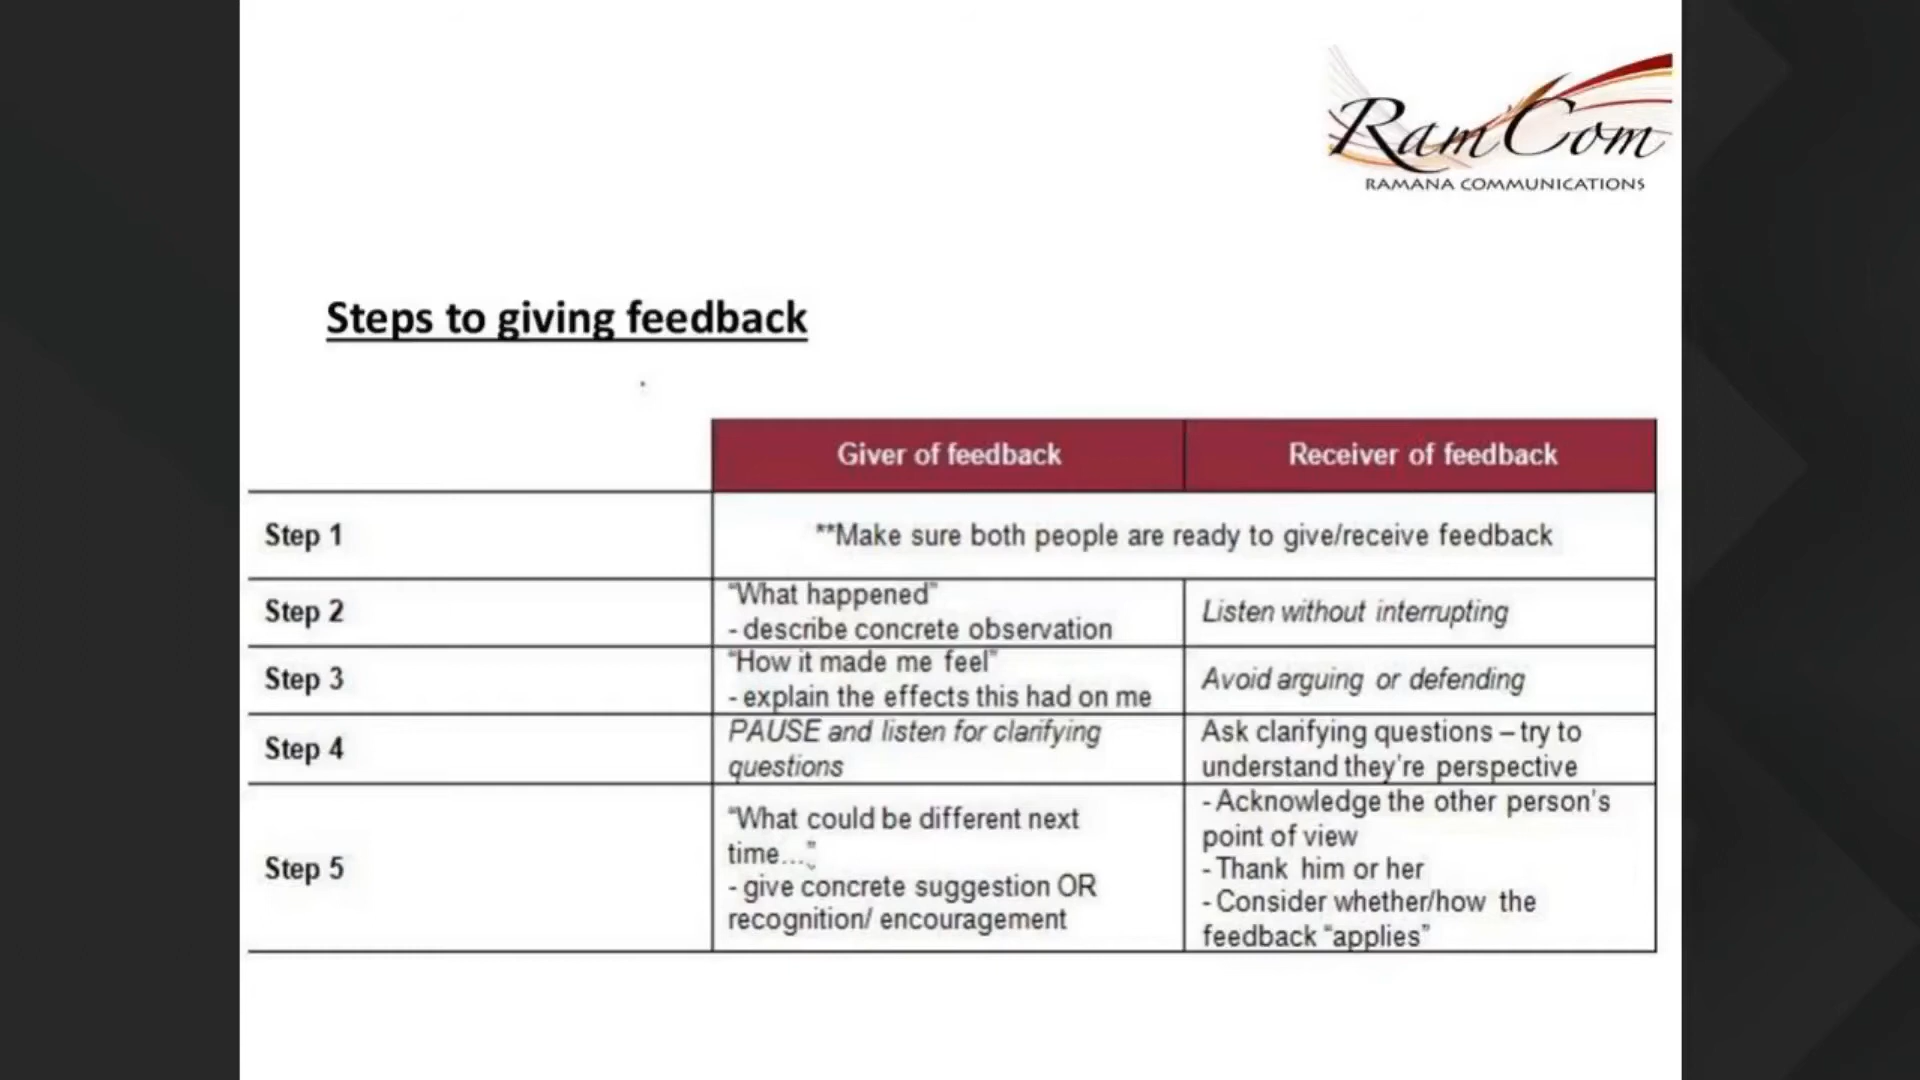 Ram Com
RAMANA COMMUNICATIONS
Steps to giving feedback
Giver of feedback
Receiver of feedback
Step 1
**Make sure both people are ready to give/receive feedback
Step 2
"What happened"
- describe concrete observation
Listen without interrupting
Step 3
"How it made me feel"
- explain the effects this had on me
Avoid arguing or defending
Step 4
PAUSE and listen for clarifying
questions
Ask clarifying questions – try to
understand they're perspective
Step 5
"What could be different next
time..."
- give concrete suggestion OR
recognition/ encouragement
- Acknowledge the other person's
point of view
- Thank him or her
- Consider whether/how the
feedback "applies"